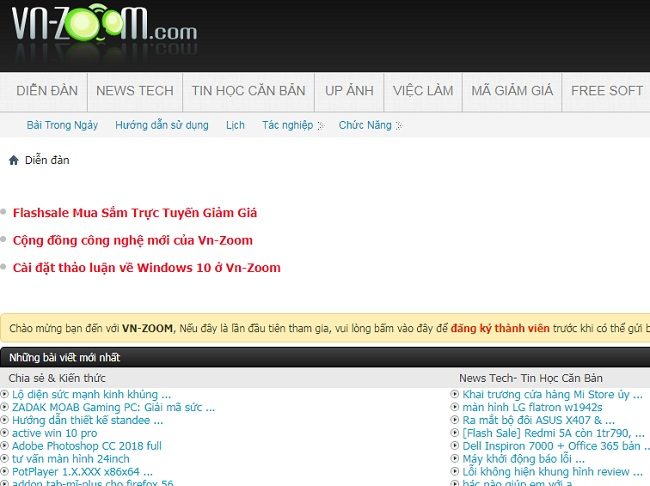 VN-ZOOM.com
DIỄN ĐÀN NEWS TECH TIN HỌC CĂN BẢN UP ẢNH VIỆC LÀM MÃ GIẢM GIÁ FREE SOFT
Bài Trong Ngày Hướng dẫn sử dụng Lịch Tác nghiệp Chức Năng
Diễn đàn
Flashsale Mua Sắm Trực Tuyến Giảm Giá
Cộng đồng công nghệ mới của Vn-Zoom
Cài đặt thảo luận về Windows 10 ở Vn-Zoom
Chào mừng bạn đến với VN-ZOOM, Nếu đây là lần đầu tiên tham gia, vui lòng bấm vào đây để đăng ký thành viên trước khi có thể gửi b
Những bài viết mới nhất
Chia sẻ & Kiến thức
Lộ diện sức mạnh kinh khủng ...
ZADAK MOAB Gaming PC: Giải mã sức ...
Hướng dẫn thiết kế standee ...
active win 10 pro
Adobe Photoshop CC 2018 full
tư vấn màn hình 24inch
PotPlayer 1.X.XXX x86x64 ...
addon tab-mi-plus cho firefox 56
News Tech- Tin Học Căn Bản
Khai trương cửa hàng Mi Store ủy ...
màn hình LG flatron w1942s
Ra mắt bộ đôi ASUS X407 & ...
[Flash Sale] Redmi 5A còn 1tr790, ...
Dell Inspiron 7000 + Office 365 bản ...
Máy khởi động báo lỗi ...
Lỗi không hiện khung hình review ...
bác nào giúp em với ạ